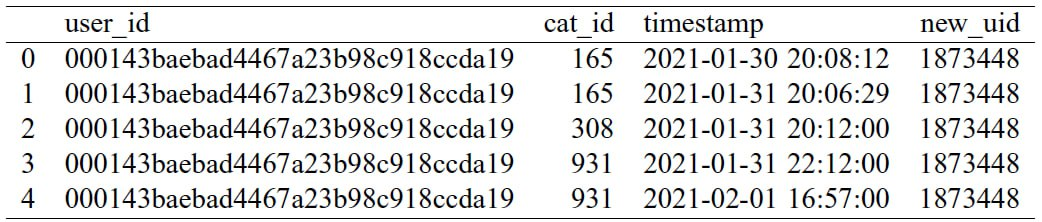 user_id cat_id timestamp new_uid
0 000143baebad4467a23b98c918ccda19 165 2021-01-30 20:08:12 1873448
1 000143baebad4467a23b98c918ccda19 165 2021-01-31 20:06:29 1873448
2 000143baebad4467a23b98c918ccda19 308 2021-01-31 20:12:00 1873448
3 000143baebad4467a23b98c918ccda19 931 2021-01-31 22:12:00 1873448
4 000143baebad4467a23b98c918ccda19 931 2021-02-01 16:57:00 1873448